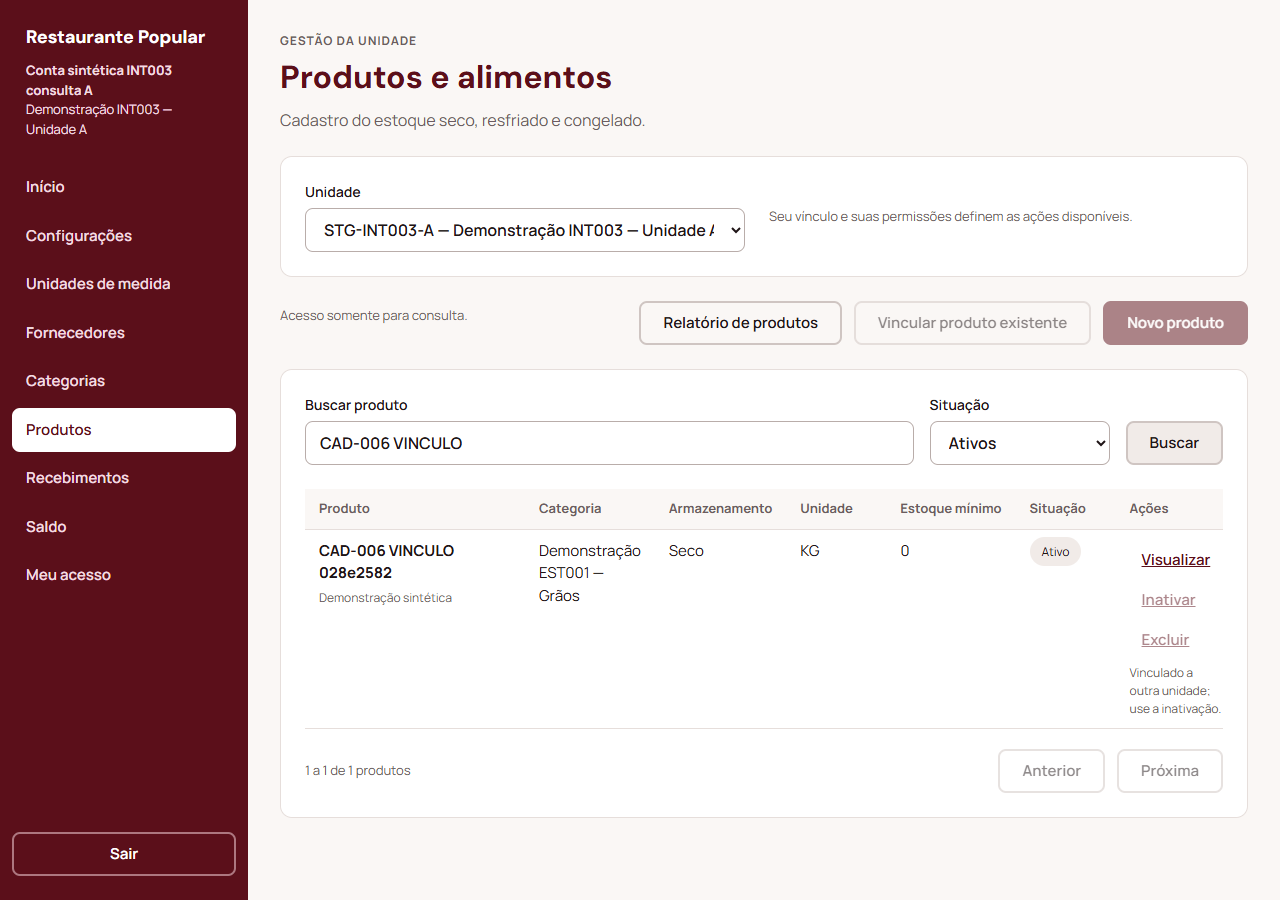 Restaurante Popular
Conta sintética INT003
consulta A
Demonstração INT003 —
Unidade A
Início
Configurações
Unidades de medida
Fornecedores
Categorias
Produtos
Recebimentos
Saldo
Meu acesso
Sair
GESTÃO DA UNIDADE
Produtos e alimentos
Cadastro do estoque seco, resfriado e congelado.
Unidade
STG-INT003-A — Demonstração INT003 — Unidade A
Seu vínculo e suas permissões definem as ações disponíveis.
Acesso somente para consulta.
Relatório de produtos
Vincular produto existente
Novo produto
Buscar produto
Situação
CAD-006 VINCULO
Ativos
Buscar
Produto Categoria Armazenamento Unidade Estoque mínimo Situação Ações
CAD-006 VINCULO
028e2582
Demonstração sintética
Demonstração
EST001 —
Grãos
Seco
KG
0
Ativo
Visualizar
Inativar
Excluir
Vinculado a
outra unidade;
use a inativação.
1 a 1 de 1 produtos
Anterior
Próxima